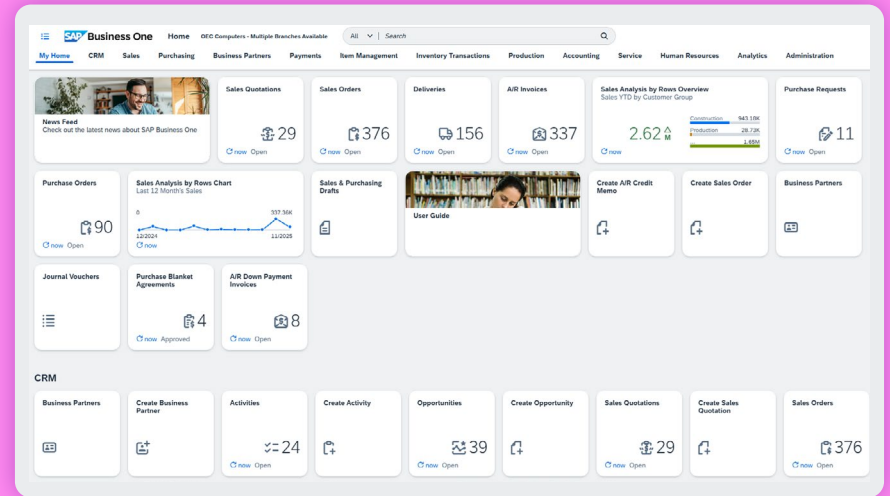 SAP Business One Home OEC Computers - Multiple Branches Available All Search
My Home CRM Sales Purchasing Business Partners Payments Item Management Inventory Transactions Production Accounting Service Human Resources Analytics Administration
News Feed
Check out the latest news about SAP Business One
Sales Quotations
29
now Open
Sales Orders
376
now Open
Deliveries
156
now Open
A/R Invoices
337
now Open
Sales Analysis by Rows Overview
Sales YTD by Customer Group
2.62 M
now
Construction 943.18K
Production 28.73K
... 1.65M
Purchase Requests
11
now Open
Purchase Orders
90
now Open
Sales Analysis by Rows Chart
Last 12 Month's Sales
0 337.36K
12/2024 11/2025
now
Sales & Purchasing
Drafts
User Guide
Create A/R Credit
Memo
Create Sales Order
Business Partners
Journal Vouchers
Purchase Blanket
Agreements
4
now Approved
A/R Down Payment
Invoices
8
now Open
CRM
Business Partners
Create Business
Partner
Activities
24
now Open
Create Activity
Opportunities
39
now Open
Create Opportunity
Sales Quotations
29
now Open
Create Sales
Quotation
Sales Orders
376
now Open